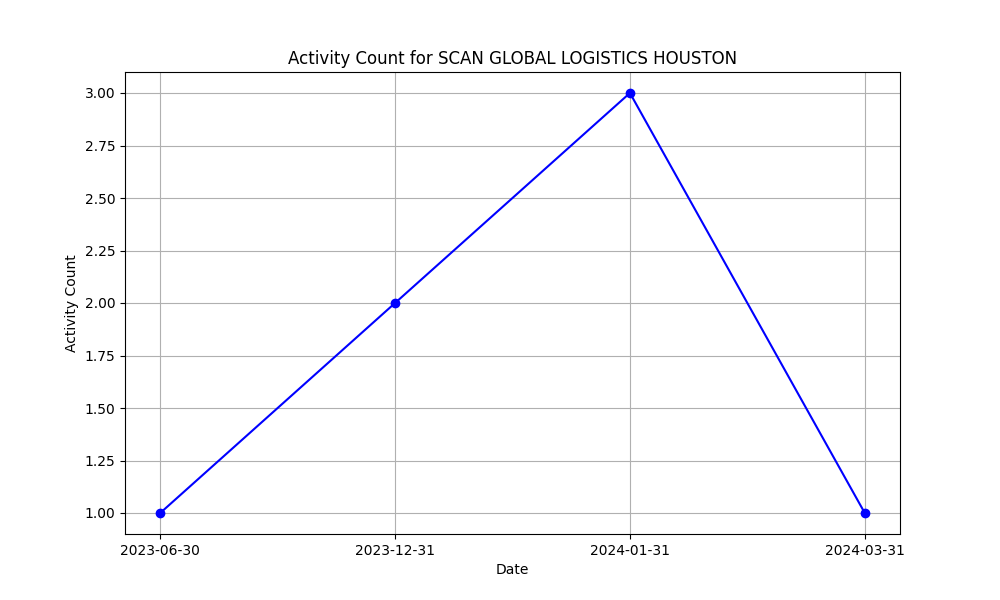 Activity Count for SCAN GLOBAL LOGISTICS HOUSTON
3.00
2.75
2.50
2.25
2.00
1.75
1.50
1.25
1.00
Activity Count
2023-06-30 2023-12-31 2024-01-31 2024-03-31
Date